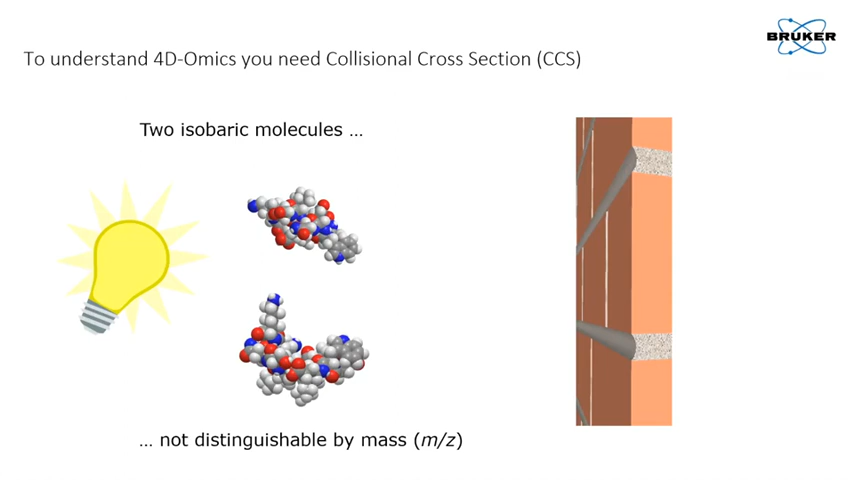 BRUKER
To understand 4D-Omics you need Collisional Cross Section (CCS)
Two isobaric molecules ...
... not distinguishable by mass (m/z)